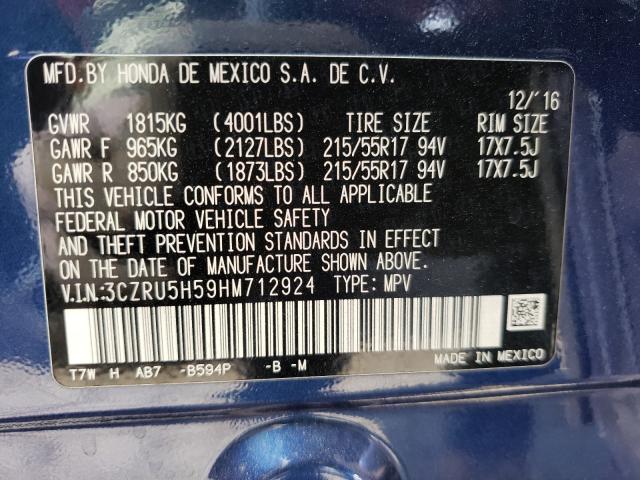 MFD.BY HONDA DE MEXICO S.A. DE C.V.
12/'16
GVWR 1815KG (4001LBS) TIRE SIZE RIM SIZE
GAWR F 965KG (2127LBS) 215/55R17 94V 17X7.5J
GAWR R 850KG (1873LBS) 215/55R17 94V 17X7.5J
THIS VEHICLE CONFORMS TO ALL APPLICABLE
FEDERAL MOTOR VEHICLE SAFETY
AND THEFT PREVENTION STANDARDS IN EFFECT
ON THE DATE OF MANUFACTURE SHOWN ABOVE.
V.I.N.:3CZRU5H59HM712924 TYPE: MPV
T7W H AB7 -B594P -B -M
MADE IN MEXICO